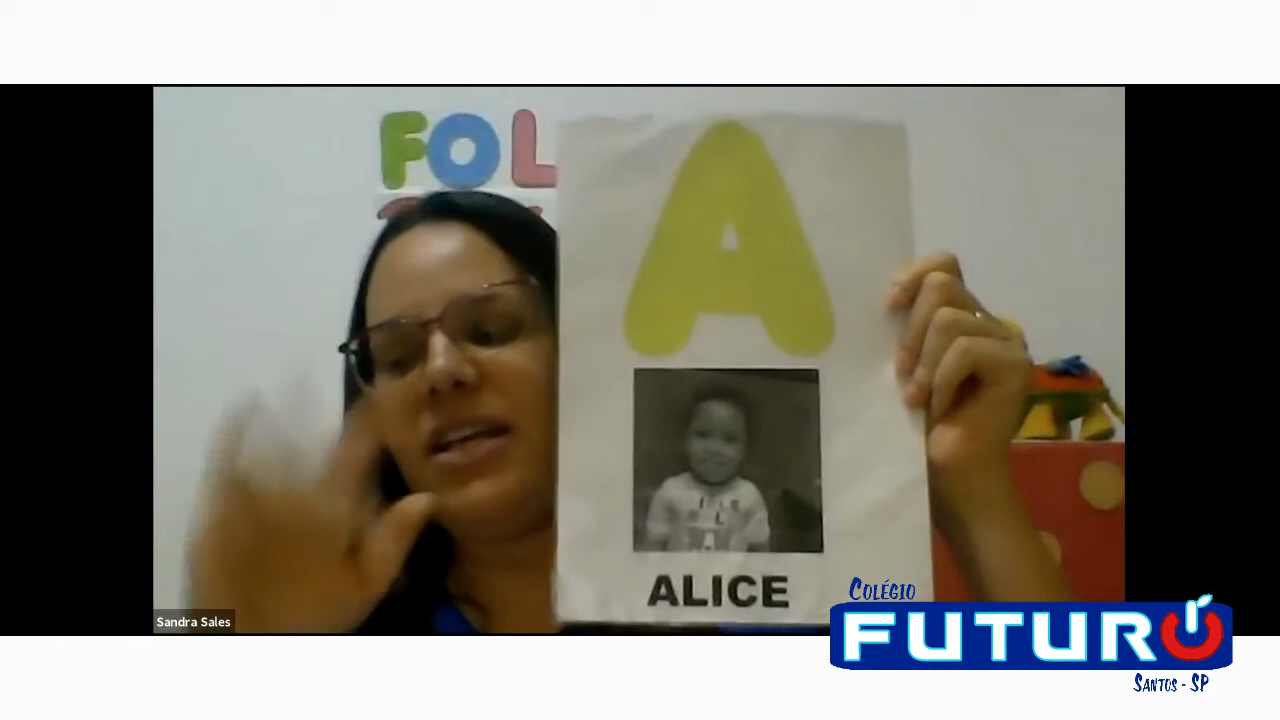 FOL
A
ALICE
Sandra Sales
COLÉGIO
FUTURO
SANTOS - SP